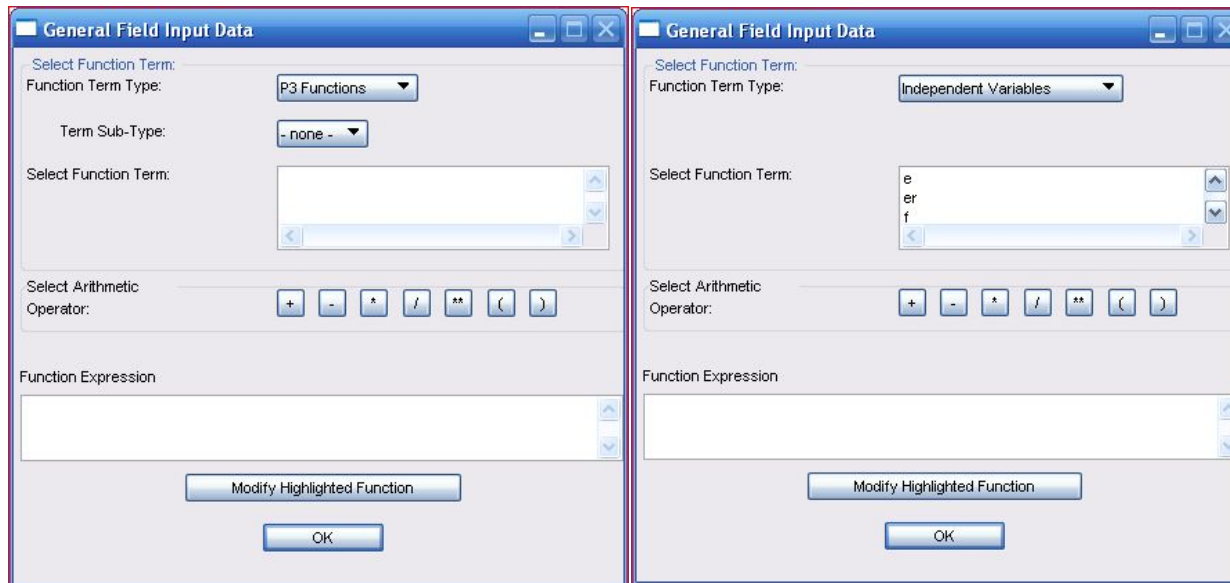 General Field Input Data
Select Function Term:
Function Term Type:
P3 Functions
Term Sub-Type:
- none -
Select Function Term:
Select Arithmetic
Operator:
+ - * / ** ( )
Function Expression
Modify Highlighted Function
OK
General Field Input Data
Select Function Term:
Function Term Type:
Independent Variables
Select Function Term:
e
er
f
Select Arithmetic
Operator:
+ - * / ** ( )
Function Expression
Modify Highlighted Function
OK